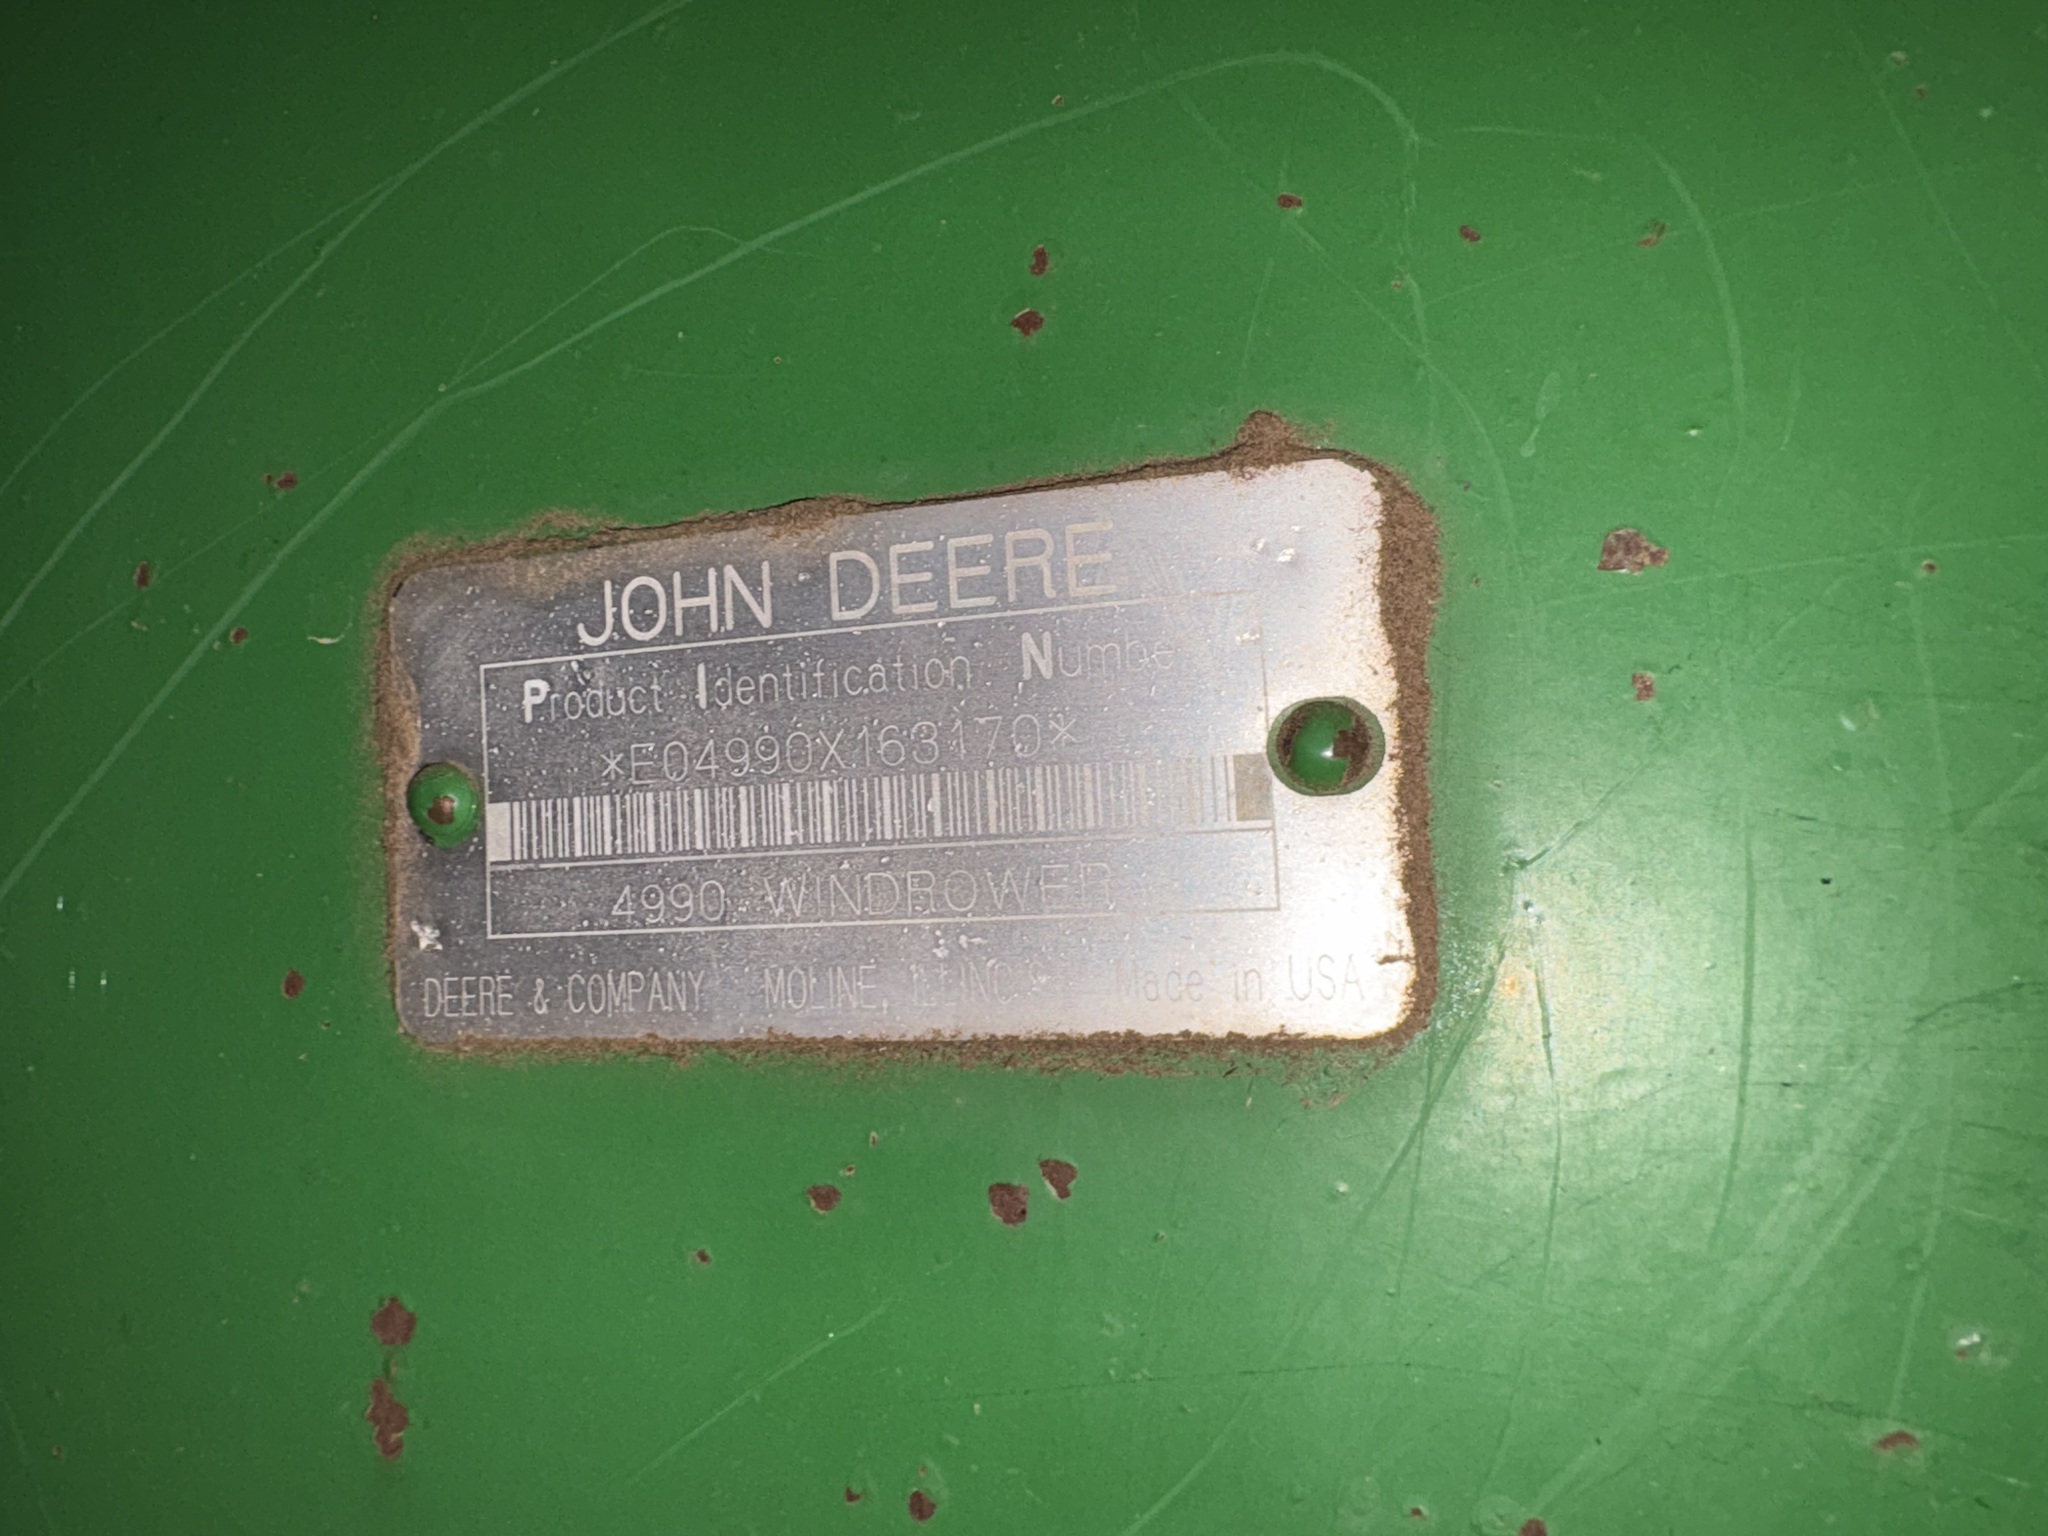 JOHN DEERE
Product Identification Number
*E04990X163170*
4990 WINDROWER
DEERE & COMPANY MOLINE, ILLINOIS Made in USA